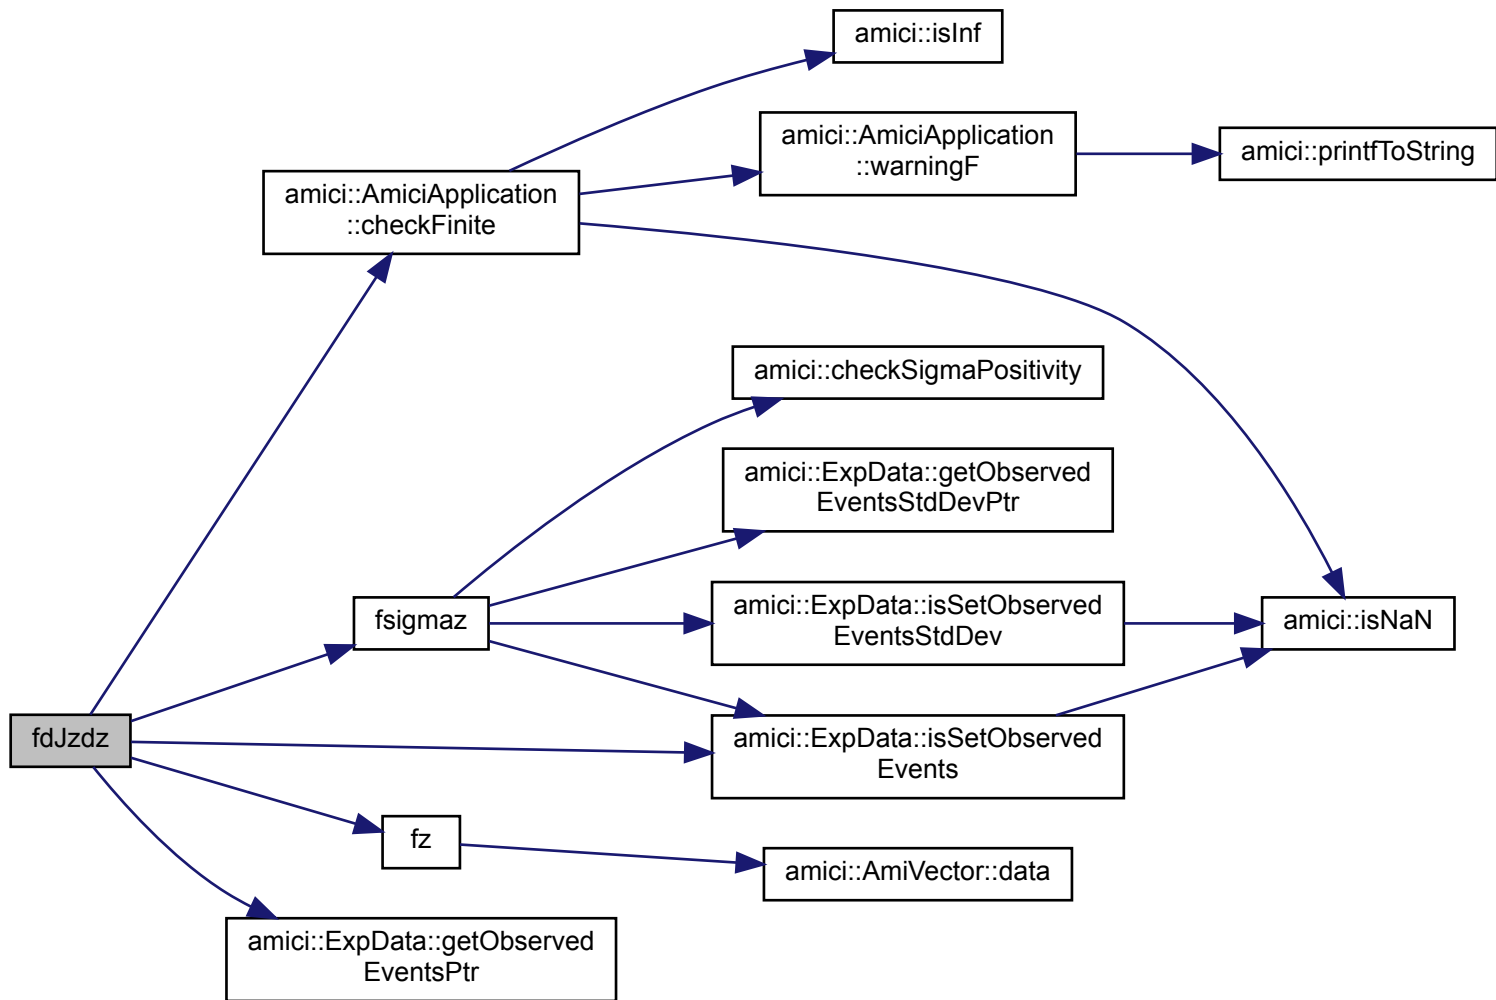 amici::isInf
amici::AmiciApplication
::warningF
amici::printfToString
amici::AmiciApplication
::checkFinite
amici::checkSigmaPositivity
amici::ExpData::getObserved
EventsStdDevPtr
amici::ExpData::isSetObserved
EventsStdDev
fsigmaz
amici::isNaN
fdJzdz
amici::ExpData::isSetObserved
Events
fz
amici::AmiVector::data
amici::ExpData::getObserved
EventsPtr